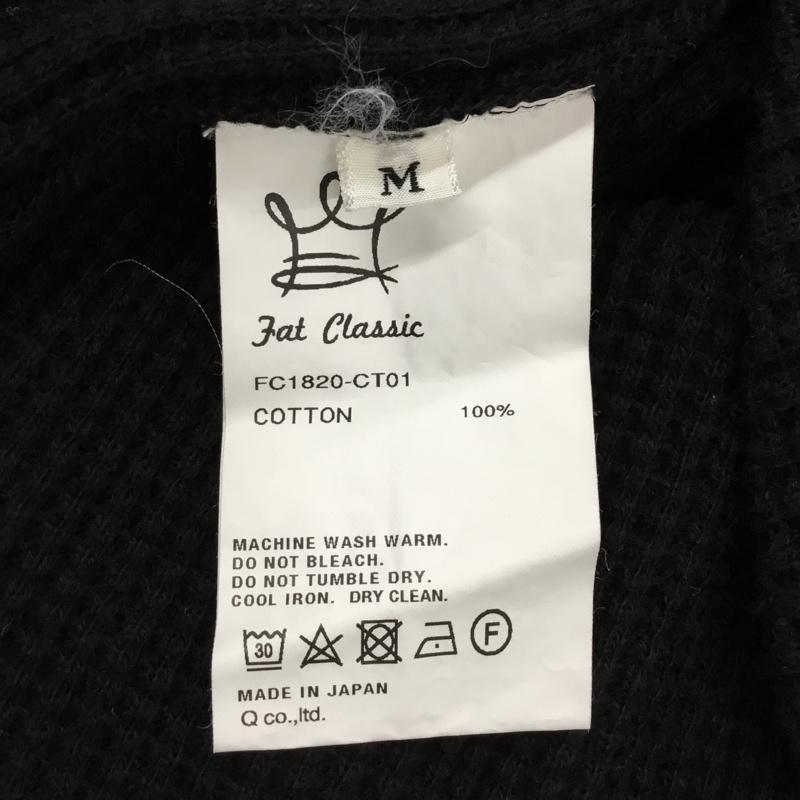 M
Fat Classic
FC1820-CT01
COTTON 100%
MACHINE WASH WARM.
DO NOT BLEACH.
DO NOT TUMBLE DRY.
COOL IRON. DRY CLEAN.
30 F
MADE IN JAPAN
Q co.,ltd.